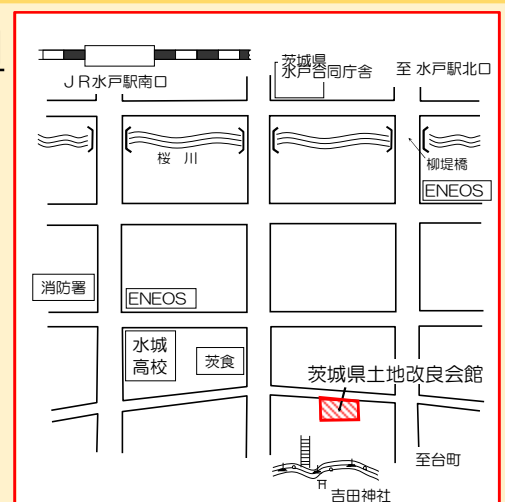 茨城県
水戸合同庁舎
至 水戸駅北口
JR水戸駅南口
桜 川
柳堤橋
ENEOS
消防署
ENEOS
水城
高校
茨食
茨城県土地改良会館
至台町
吉田神社